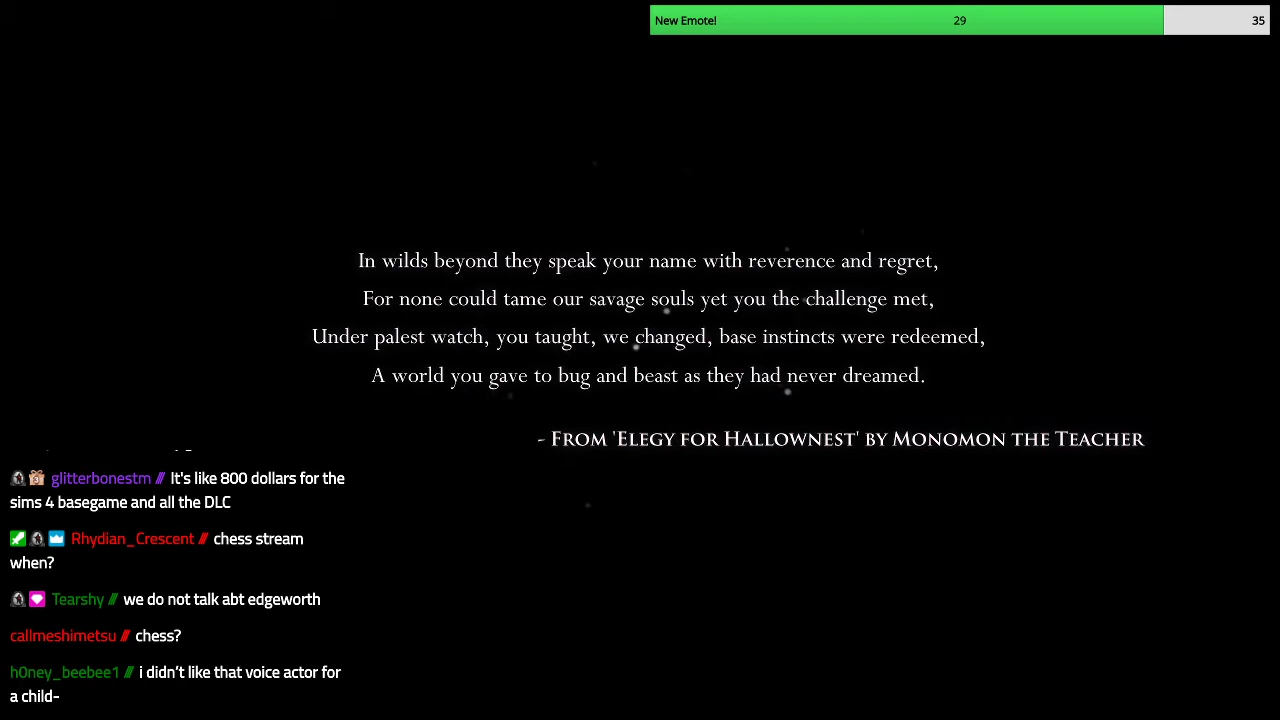 New Emote! 29 35
In wilds beyond they speak your name with reverence and regret,
For none could tame our savage souls yet you the challenge met,
Under palest watch, you taught, we changed, base instincts were redeemed,
A world you gave to bug and beast as they had never dreamed.
- From 'Elegy for Hallownest' by Monomon the Teacher
glitterbonestm // It's like 800 dollars for the
sims 4 basegame and all the DLC
Rhydian_Crescent // chess stream
when?
Tearshy // we do not talk abt edgeworth
callmeshimetsu // chess?
h0ney_beebee1 // i didn’t like that voice actor for
a child-